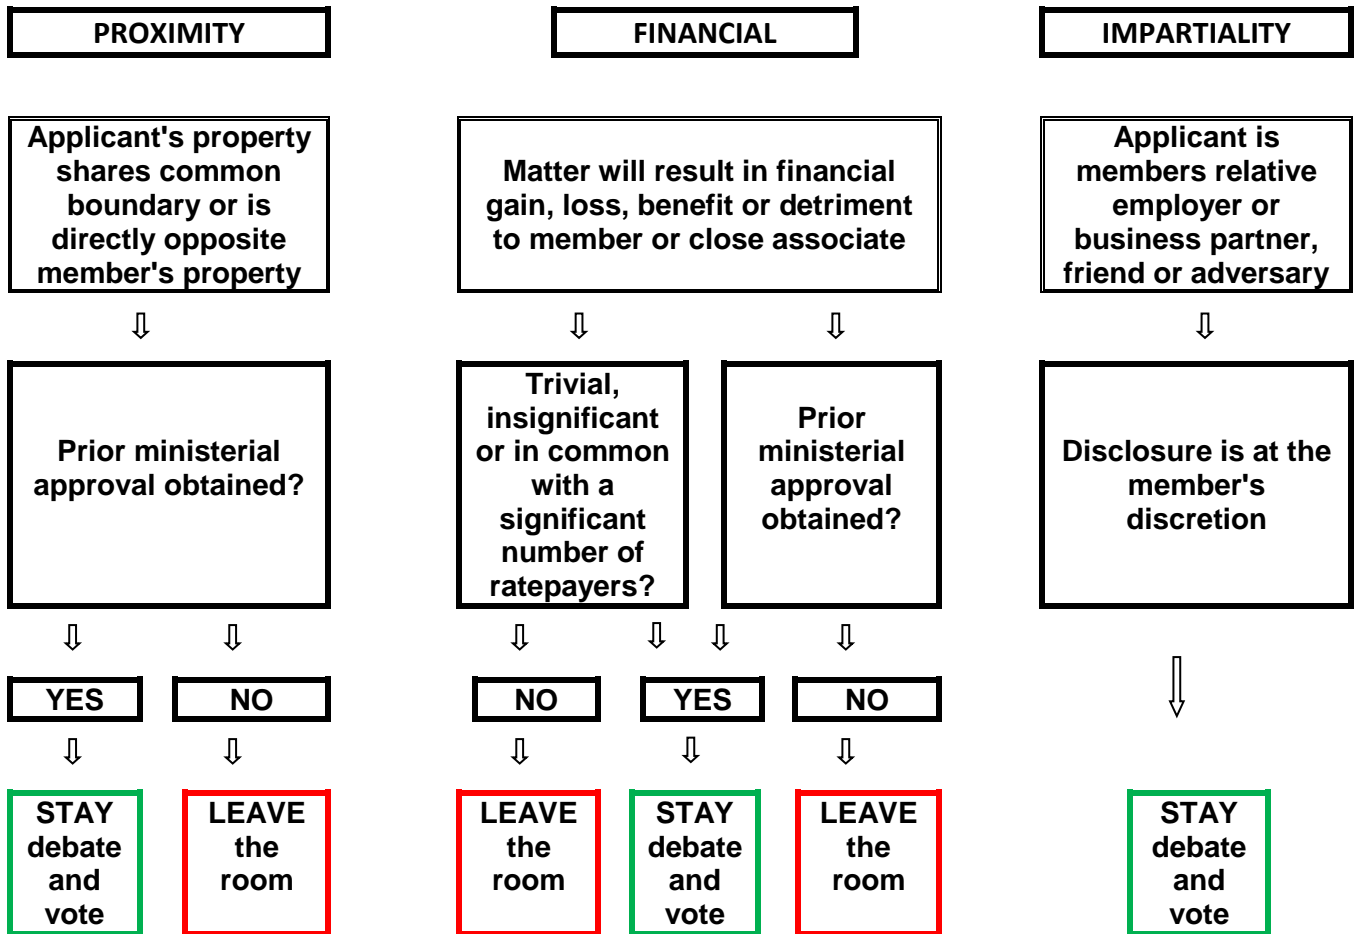 PROXIMITY
FINANCIAL
IMPARTIALITY
Applicant's property
shares common
boundary or is
directly opposite
member's property
Matter will result in financial
gain, loss, benefit or detriment
to member or close associate
Applicant is
members relative
employer or
business partner,
friend or adversary
Prior ministerial
approval obtained?
Trivial,
insignificant
or in common
with a
significant
number of
ratepayers?
Prior
ministerial
approval
obtained?
Disclosure is at the
member's
discretion
YES
NO
NO
YES
NO
STAY
debate
and
vote
LEAVE
the
room
LEAVE
the
room
STAY
debate
and
vote
LEAVE
the
room
STAY
debate
and
vote